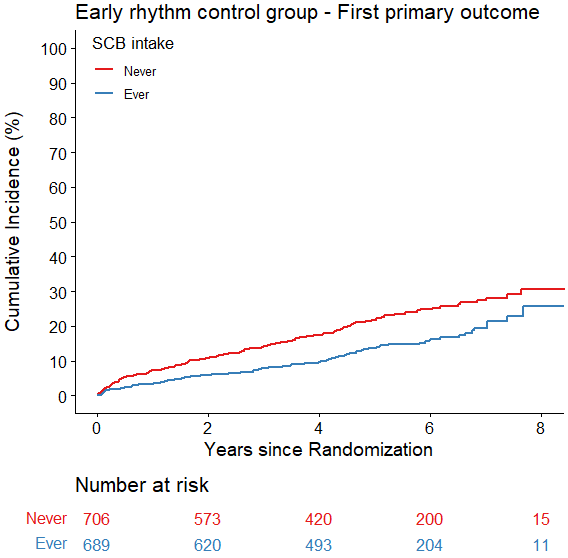 Early rhythm control group - First primary outcome
SCB intake
Never
Ever
Cumulative Incidence (%)
100
90
80
70
60
50
40
30
20
10
0
0 2 4 6 8
Years since Randomization
Number at risk
Never 706 573 420 200 15
Ever 689 620 493 204 11